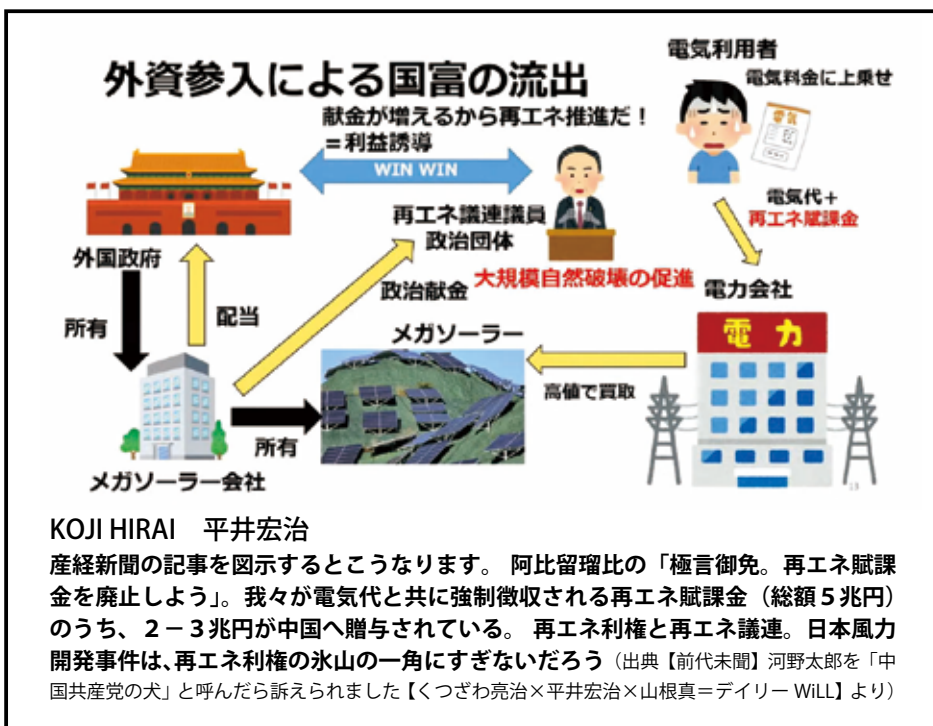 外資参入による国富の流出
献金が増えるから再エネ推進だ！
＝利益誘導
WIN WIN
電気利用者
電気料金に上乗せ
電気
電気代＋
再エネ賦課金
外国政府
再エネ議連議員
政治団体
大規模自然破壊の促進
電力会社
所有
配当
政治献金
メガソーラー
電力
高値で買取
所有
メガソーラー会社
13
KOJI HIRAI　平井宏治
産経新聞の記事を図示するとこうなります。 阿比留瑠比の「極言御免。再エネ賦課
金を廃止しよう」。我々が電気代と共に強制徴収される再エネ賦課金（総額５兆円）
のうち、２－３兆円が中国へ贈与されている。 再エネ利権と再エネ議連。日本風力
開発事件は、再エネ利権の氷山の一角にすぎないだろう（出典【前代未聞】河野太郎を「中
国共産党の犬」と呼んだら訴えられました【くつざわ亮治×平井宏治×山根真＝デイリー WiLL】より）